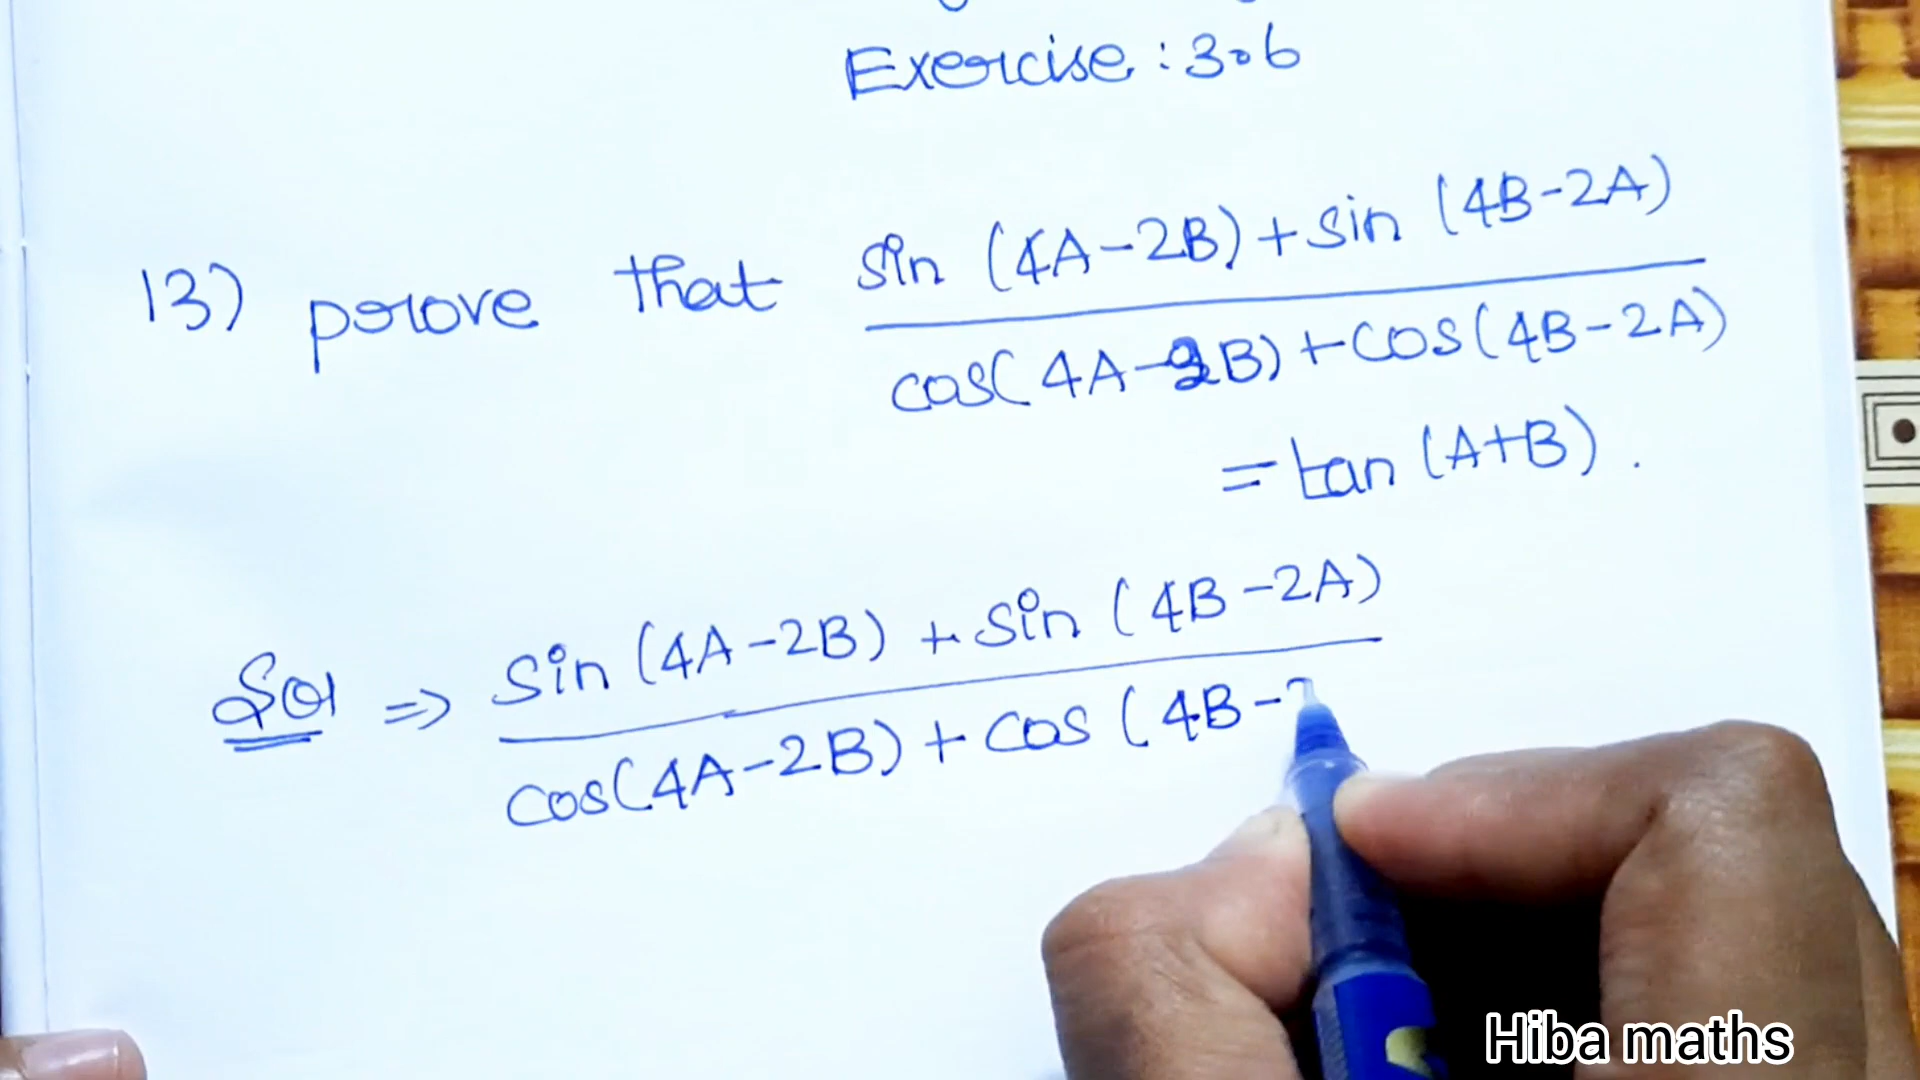 Exercise : 3.6
13) prove that sin (4A-2B) + sin (4B-2A)
cos(4A-2B) + cos(4B-2A)
= tan (A+B) .
Sol => sin (4A-2B) + sin (4B-2A)
cos(4A-2B) + cos (4B-
Hiba maths